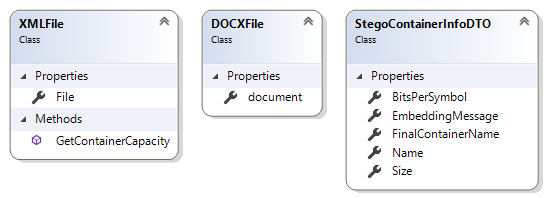 XMLFile
Class
Properties
File
Methods
GetContainerCapacity
DOCXFile
Class
Properties
document
StegoContainerInfoDTO
Class
Properties
BitsPerSymbol
EmbeddingMessage
FinalContainerName
Name
Size